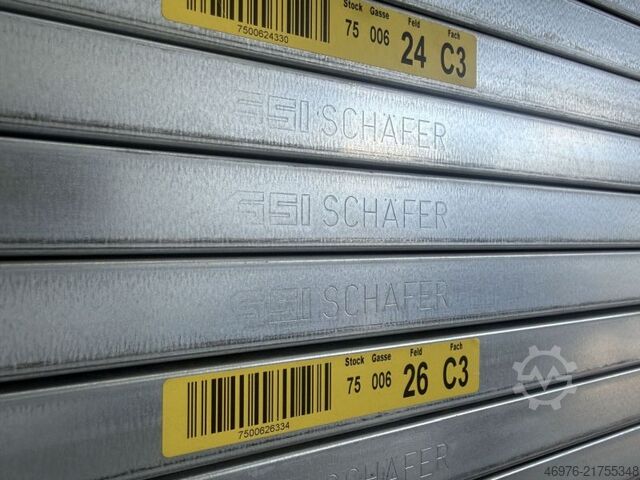 Stock Gasse Feld Fach
75 006 24 C3
7500624330
SSI SCHÄFER
SSI SCHÄFER
SSI SCHÄFER
Stock Gasse Feld Fach
75 006 26 C3
7500626334
SSI SCHÄFER
46976-21755348